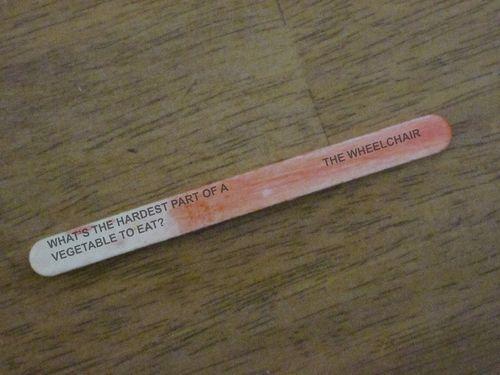 WHAT'S THE HARDEST PART OF A
VEGETABLE TO EAT?
THE WHEELCHAIR